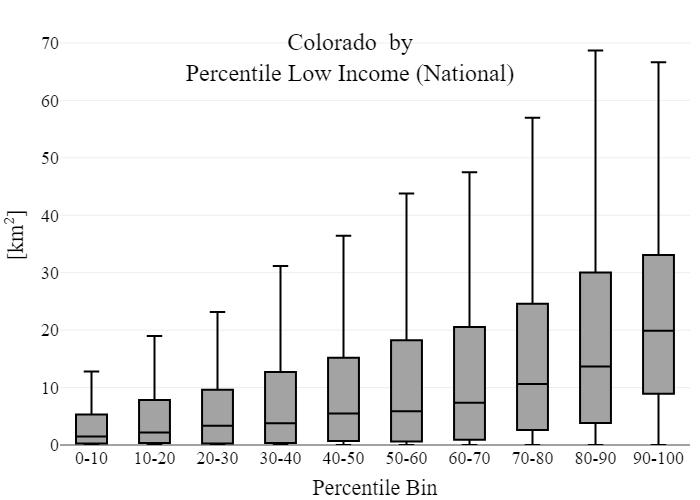 Colorado  by
Percentile Low Income (National)
[km²]
70
60
50
40
30
20
10
0
0-10 10-20 20-30 30-40 40-50 50-60 60-70 70-80 80-90 90-100
Percentile Bin